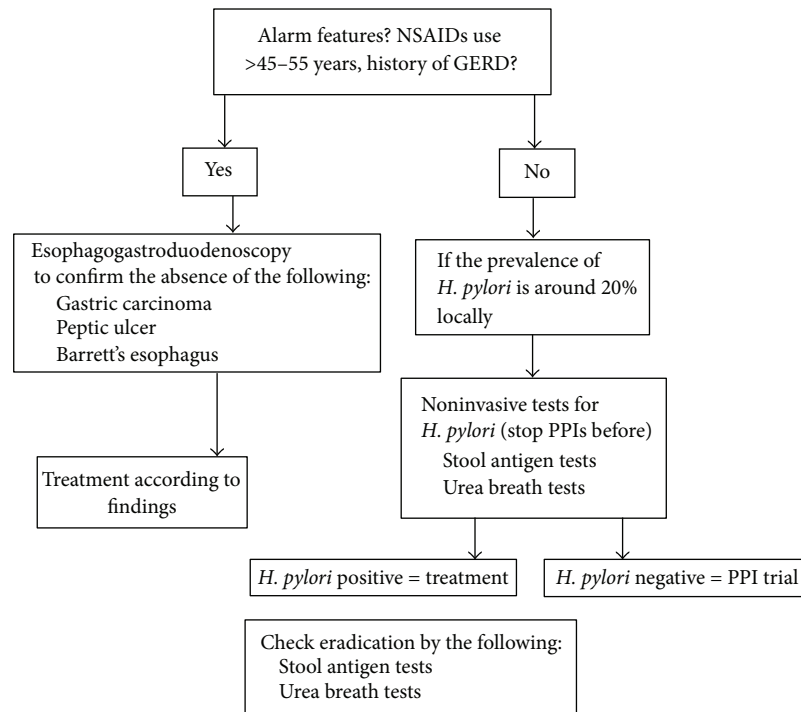 Alarm features? NSAIDs use
>45–55 years, history of GERD?
Yes
No
Esophagogastroduodenoscopy
to confirm the absence of the following:
Gastric carcinoma
Peptic ulcer
Barrett's esophagus
If the prevalence of
H. pylori is around 20%
locally
Noninvasive tests for
H. pylori (stop PPIs before)
Stool antigen tests
Urea breath tests
Treatment according to
findings
H. pylori positive = treatment
H. pylori negative = PPI trial
Check eradication by the following:
Stool antigen tests
Urea breath tests